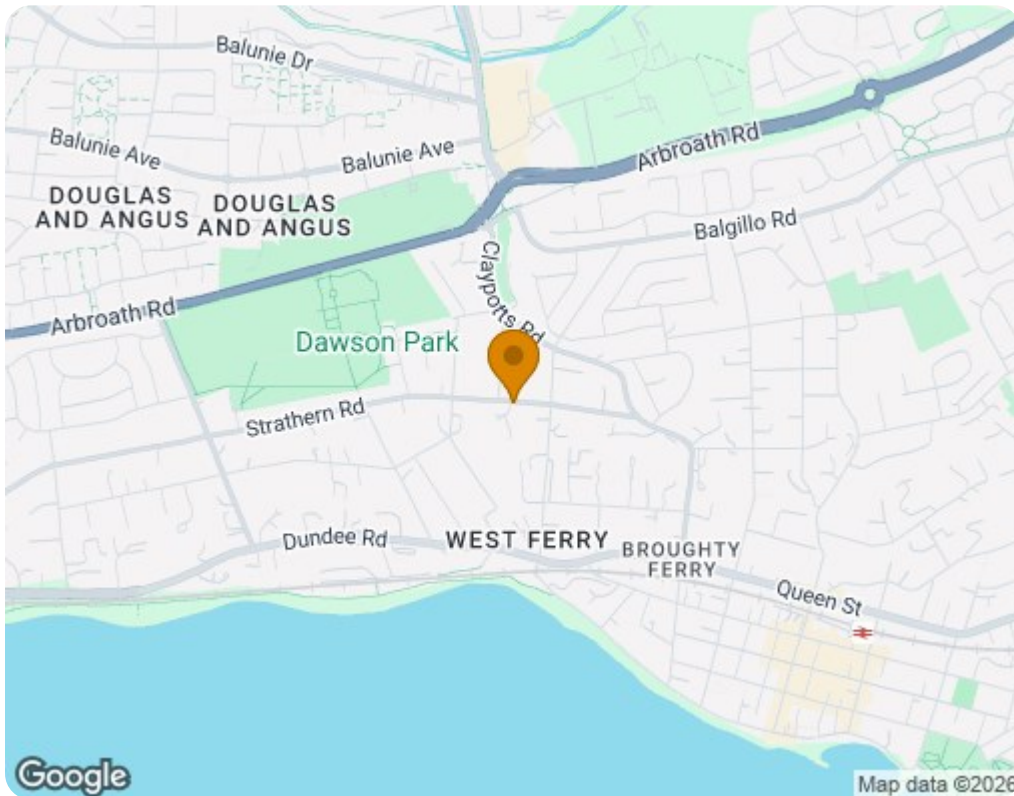 Balunie Dr
Arbroath Rd
Balunie Ave
Balunie Ave
DOUGLAS
AND ANGUS
DOUGLAS
AND ANGUS
Balgillo Rd
Claypotts Rd
Arbroath Rd
Dawson Park
Strathern Rd
Dundee Rd
WEST FERRY
BROUGHTY
FERRY
Queen St
Google
Map data ©2026